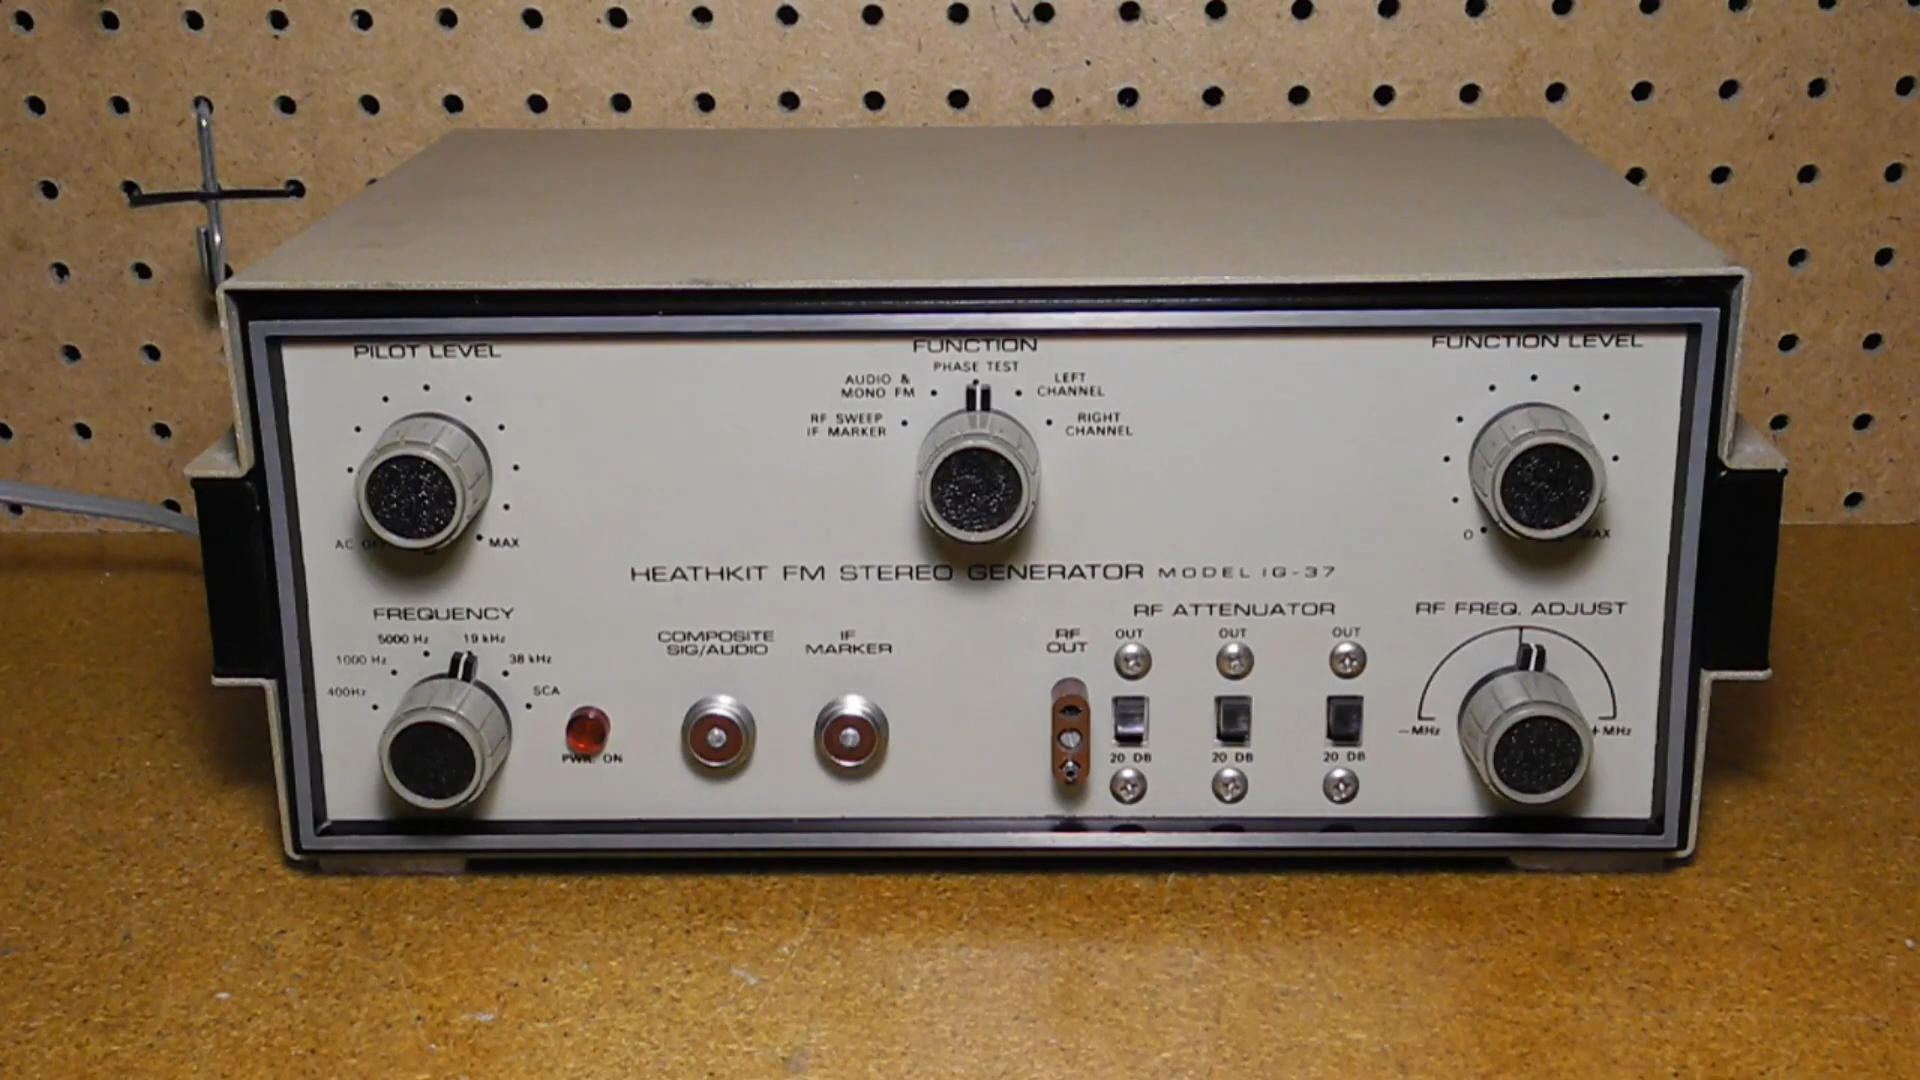 PILOT LEVEL
FUNCTION
FUNCTION LEVEL
PHASE TEST
AUDIO &
MONO FM
LEFT
CHANNEL
RF SWEEP
IF MARKER
RIGHT
CHANNEL
AC OFF
MAX
0
MAX
HEATHKIT FM STEREO GENERATOR MODEL IG-37
FREQUENCY
5000 Hz
19 kHz
1000 Hz
38 kHz
400Hz
SCA
PWR. ON
COMPOSITE
SIG/AUDIO
IF
MARKER
RF
OUT
RF ATTENUATOR
OUT
OUT
OUT
20 DB
20 DB
20 DB
RF FREQ. ADJUST
-MHz
+MHz